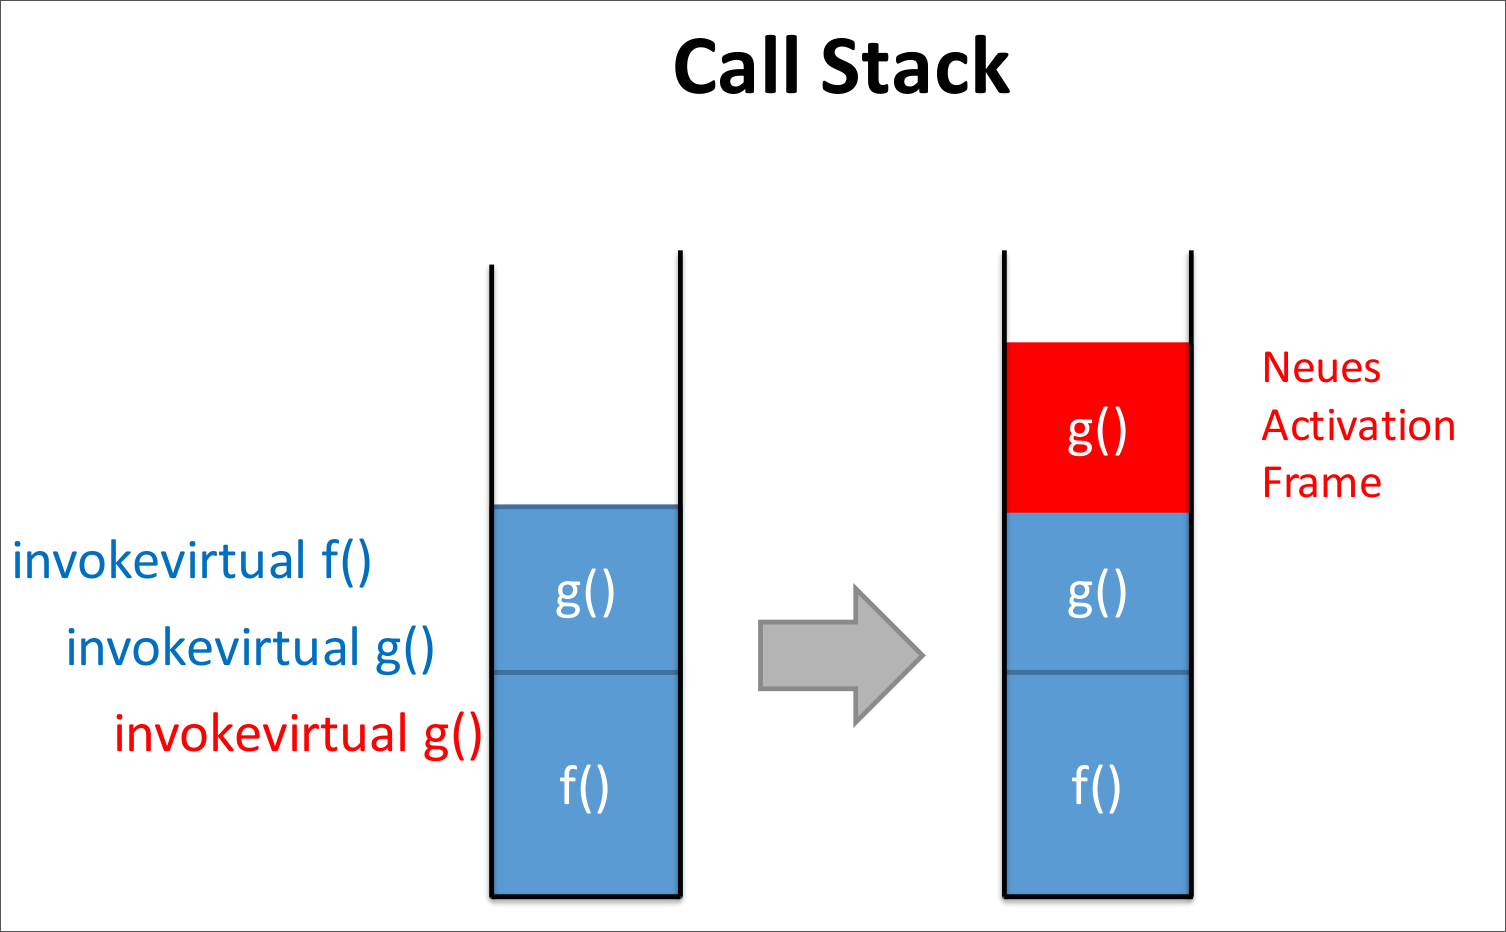 Call Stack
invokevirtual f()
invokevirtual g()
invokevirtual g()
g()
f()
g()
g()
f()
Neues
Activation
Frame